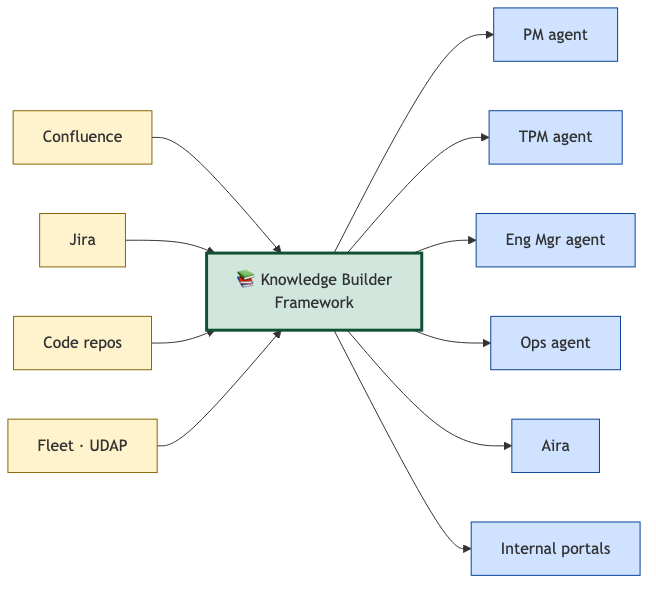 Confluence
Jira
Code repos
Fleet · UDAP
📚 Knowledge Builder
Framework
PM agent
TPM agent
Eng Mgr agent
Ops agent
Aira
Internal portals